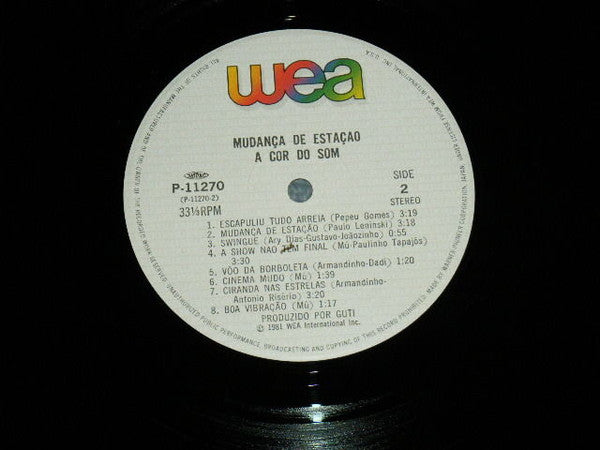 wea
MUDANÇA DE ESTAÇAO
A COR DO SOM
P-11270
(P-11270-2)
33⅓RPM
SIDE
2
STEREO
1. ESCAPULIU TUDO ARREIA (Pepeu Gomes) 3:19
2. MUDANÇA DE ESTAÇÃO (Paulo Leminski) 3:18
3. SWINGUE (Ary Dias-Gustavo-Joãozinho) 0:55
4. A SHOW NAO TEM FINAL (Mú-Paulinho Tapajós)
3:30
5. VÔO DA BORBOLETA (Armandinho-Dadi) 1:20
6. CINEMA MUDO (Mú) 1:39
7. CIRANDA NAS ESTRELAS (Armandinho-
Antonio Risério) 3:20
8. BOA VIBRAÇÃO (Mú) 1:17
PRODUZIDO POR GUTI
© 1981 WEA International Inc.